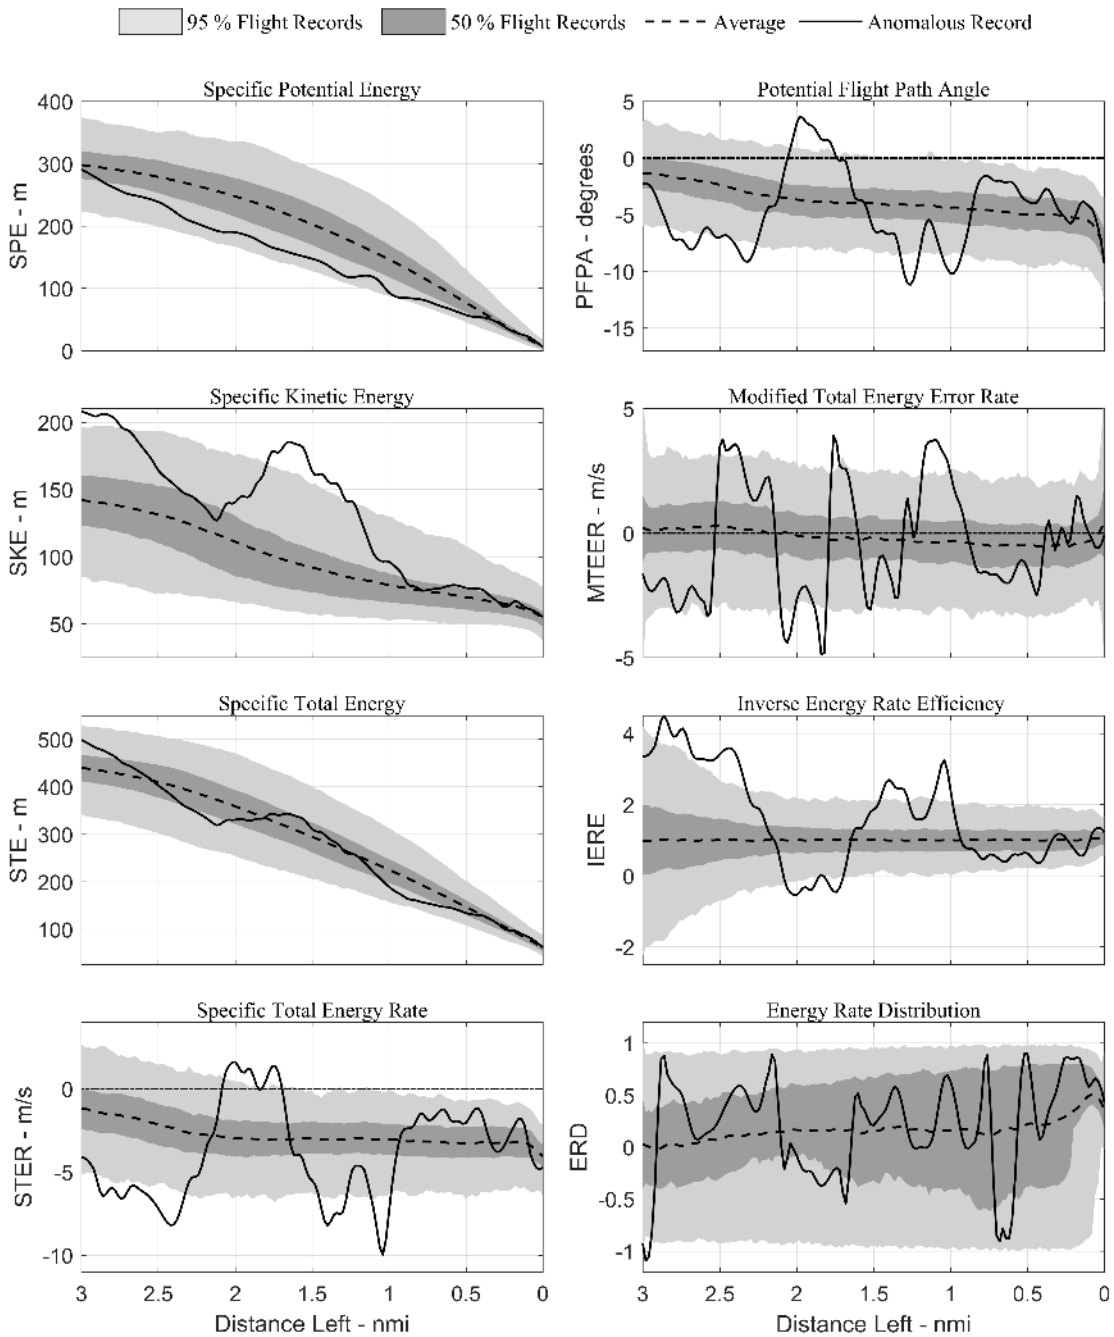 95 % Flight Records 50 % Flight Records Average Anomalous Record
Specific Potential Energy
400
300
200
100
0
SPE - m
Potential Flight Path Angle
5
0
-5
-10
-15
PFPA - degrees
Specific Kinetic Energy
200
150
100
50
SKE - m
Modified Total Energy Error Rate
5
0
-5
MTEER - m/s
Specific Total Energy
500
400
300
200
100
STE - m
Inverse Energy Rate Efficiency
4
2
0
-2
IERE
Specific Total Energy Rate
0
-5
-10
STER - m/s
3 2.5 2 1.5 1 0.5 0
Distance Left - nmi
Energy Rate Distribution
1
0.5
0
-0.5
-1
ERD
3 2.5 2 1.5 1 0.5 0
Distance Left - nmi